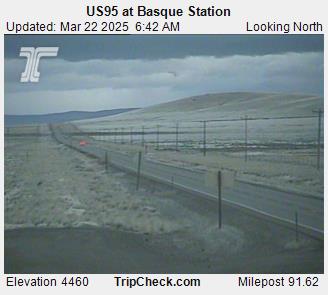 US95 at Basque Station
Updated: Mar 22 2025 6:42 AM Looking North
Elevation 4460 TripCheck.com Milepost 91.62